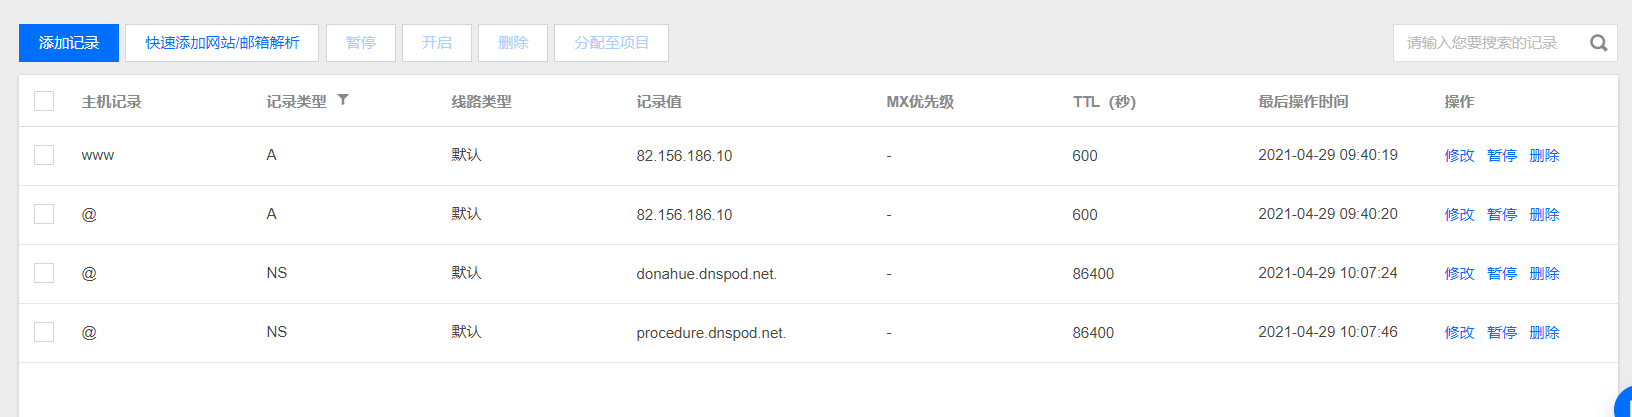 添加记录 快速添加网站/邮箱解析 暂停 开启 删除 分配至项目 请输入您要搜索的记录
主机记录 记录类型 线路类型 记录值 MX优先级 TTL（秒） 最后操作时间 操作
www A 默认 82.156.186.10 - 600 2021-04-29 09:40:19 修改 暂停 删除
@ A 默认 82.156.186.10 - 600 2021-04-29 09:40:20 修改 暂停 删除
@ NS 默认 donahue.dnspod.net. - 86400 2021-04-29 10:07:24 修改 暂停 删除
@ NS 默认 procedure.dnspod.net. - 86400 2021-04-29 10:07:46 修改 暂停 删除